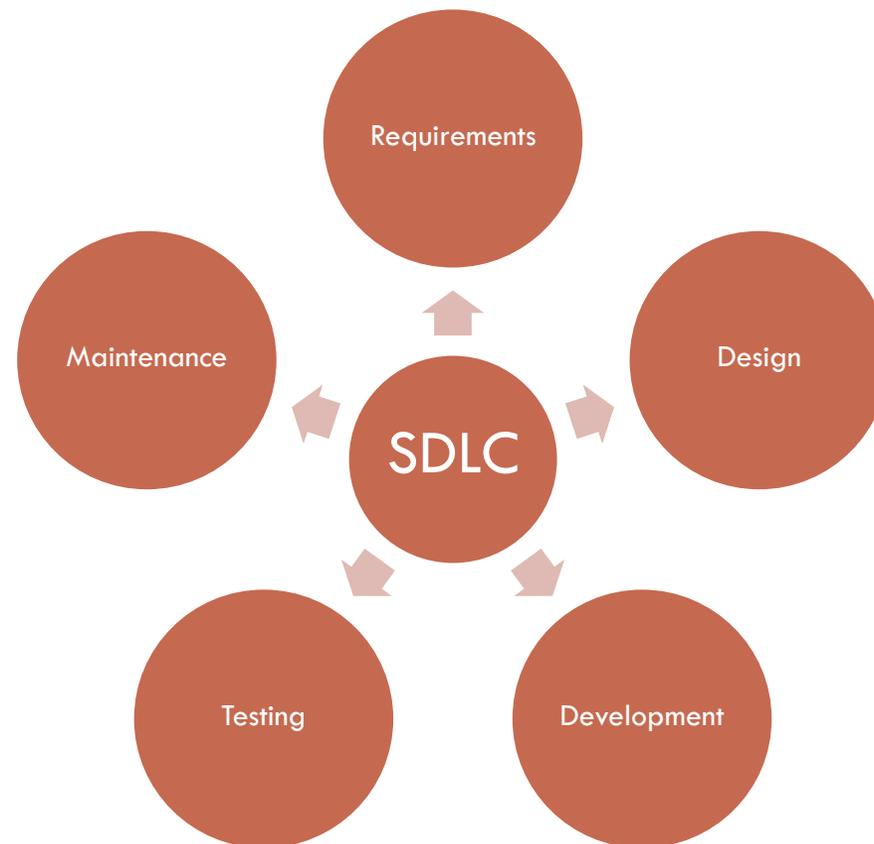 Requirements
Maintenance
Design
SDLC
Testing
Development